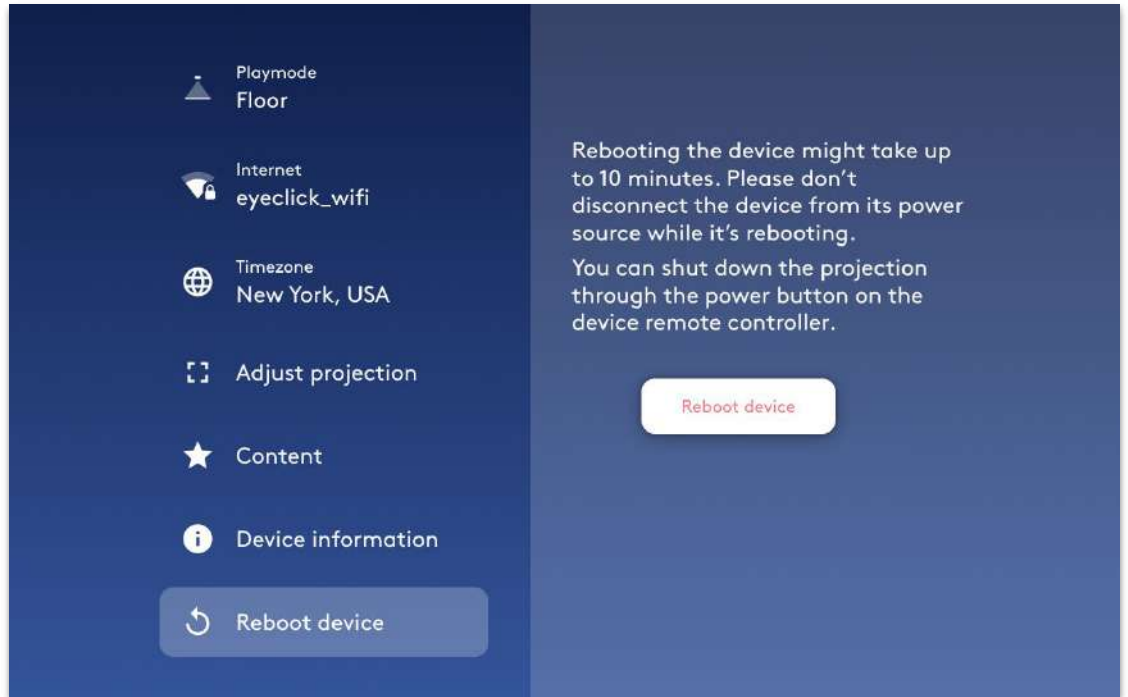 Playmode
Floor
Internet
eyeclick_wifi
Timezone
New York, USA
Adjust projection
Content
Device information
Reboot device
Rebooting the device might take up
to 10 minutes. Please don’t
disconnect the device from its power
source while it’s rebooting.
You can shut down the projection
through the power button on the
device remote controller.
Reboot device